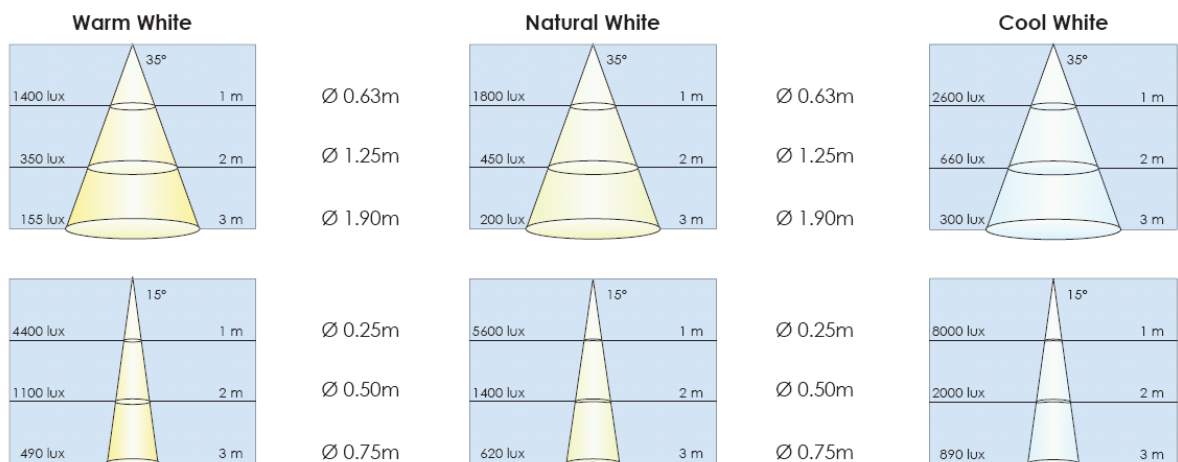 Warm White Natural White Cool White
35° 35° 35°
1400 lux 1 m Ø 0.63m 1800 lux 1 m Ø 0.63m 2600 lux 1 m
350 lux 2 m Ø 1.25m 450 lux 2 m Ø 1.25m 660 lux 2 m
155 lux 3 m Ø 1.90m 200 lux 3 m Ø 1.90m 300 lux 3 m
15° 15° 15°
4400 lux 1 m Ø 0.25m 5600 lux 1 m Ø 0.25m 8000 lux 1 m
1100 lux 2 m Ø 0.50m 1400 lux 2 m Ø 0.50m 2000 lux 2 m
490 lux 3 m Ø 0.75m 620 lux 3 m Ø 0.75m 890 lux 3 m